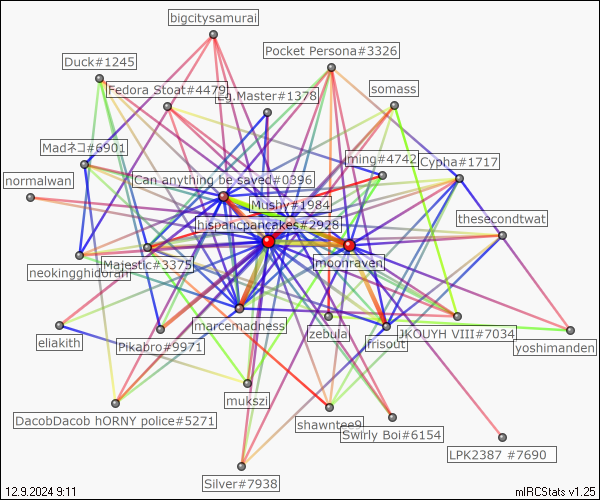 bigcitysamurai
Pocket Persona#3326
Duck#1245
Fedora Stoat#4479
E.g.Master#1378
somass
Madネコ#6901
ming#4742
Cypha#1717
normalwan
Can anything be saved#0396
Mushy#1984
hispancpancakes#2928
thesecondtwat
neokingghidorah
Majestic#3375
moonraven
marcemadness
eliakith
Pikabro#9971
zebula
frisout
JKOUYH VIII#7034
yoshimanden
mukszi
DacobDacob hORNY police#5271
shawntee9
Swirly Boi#6154
LPK2387 #7690
Silver#7938
12.9.2024 9:11
mIRCStats v1.25